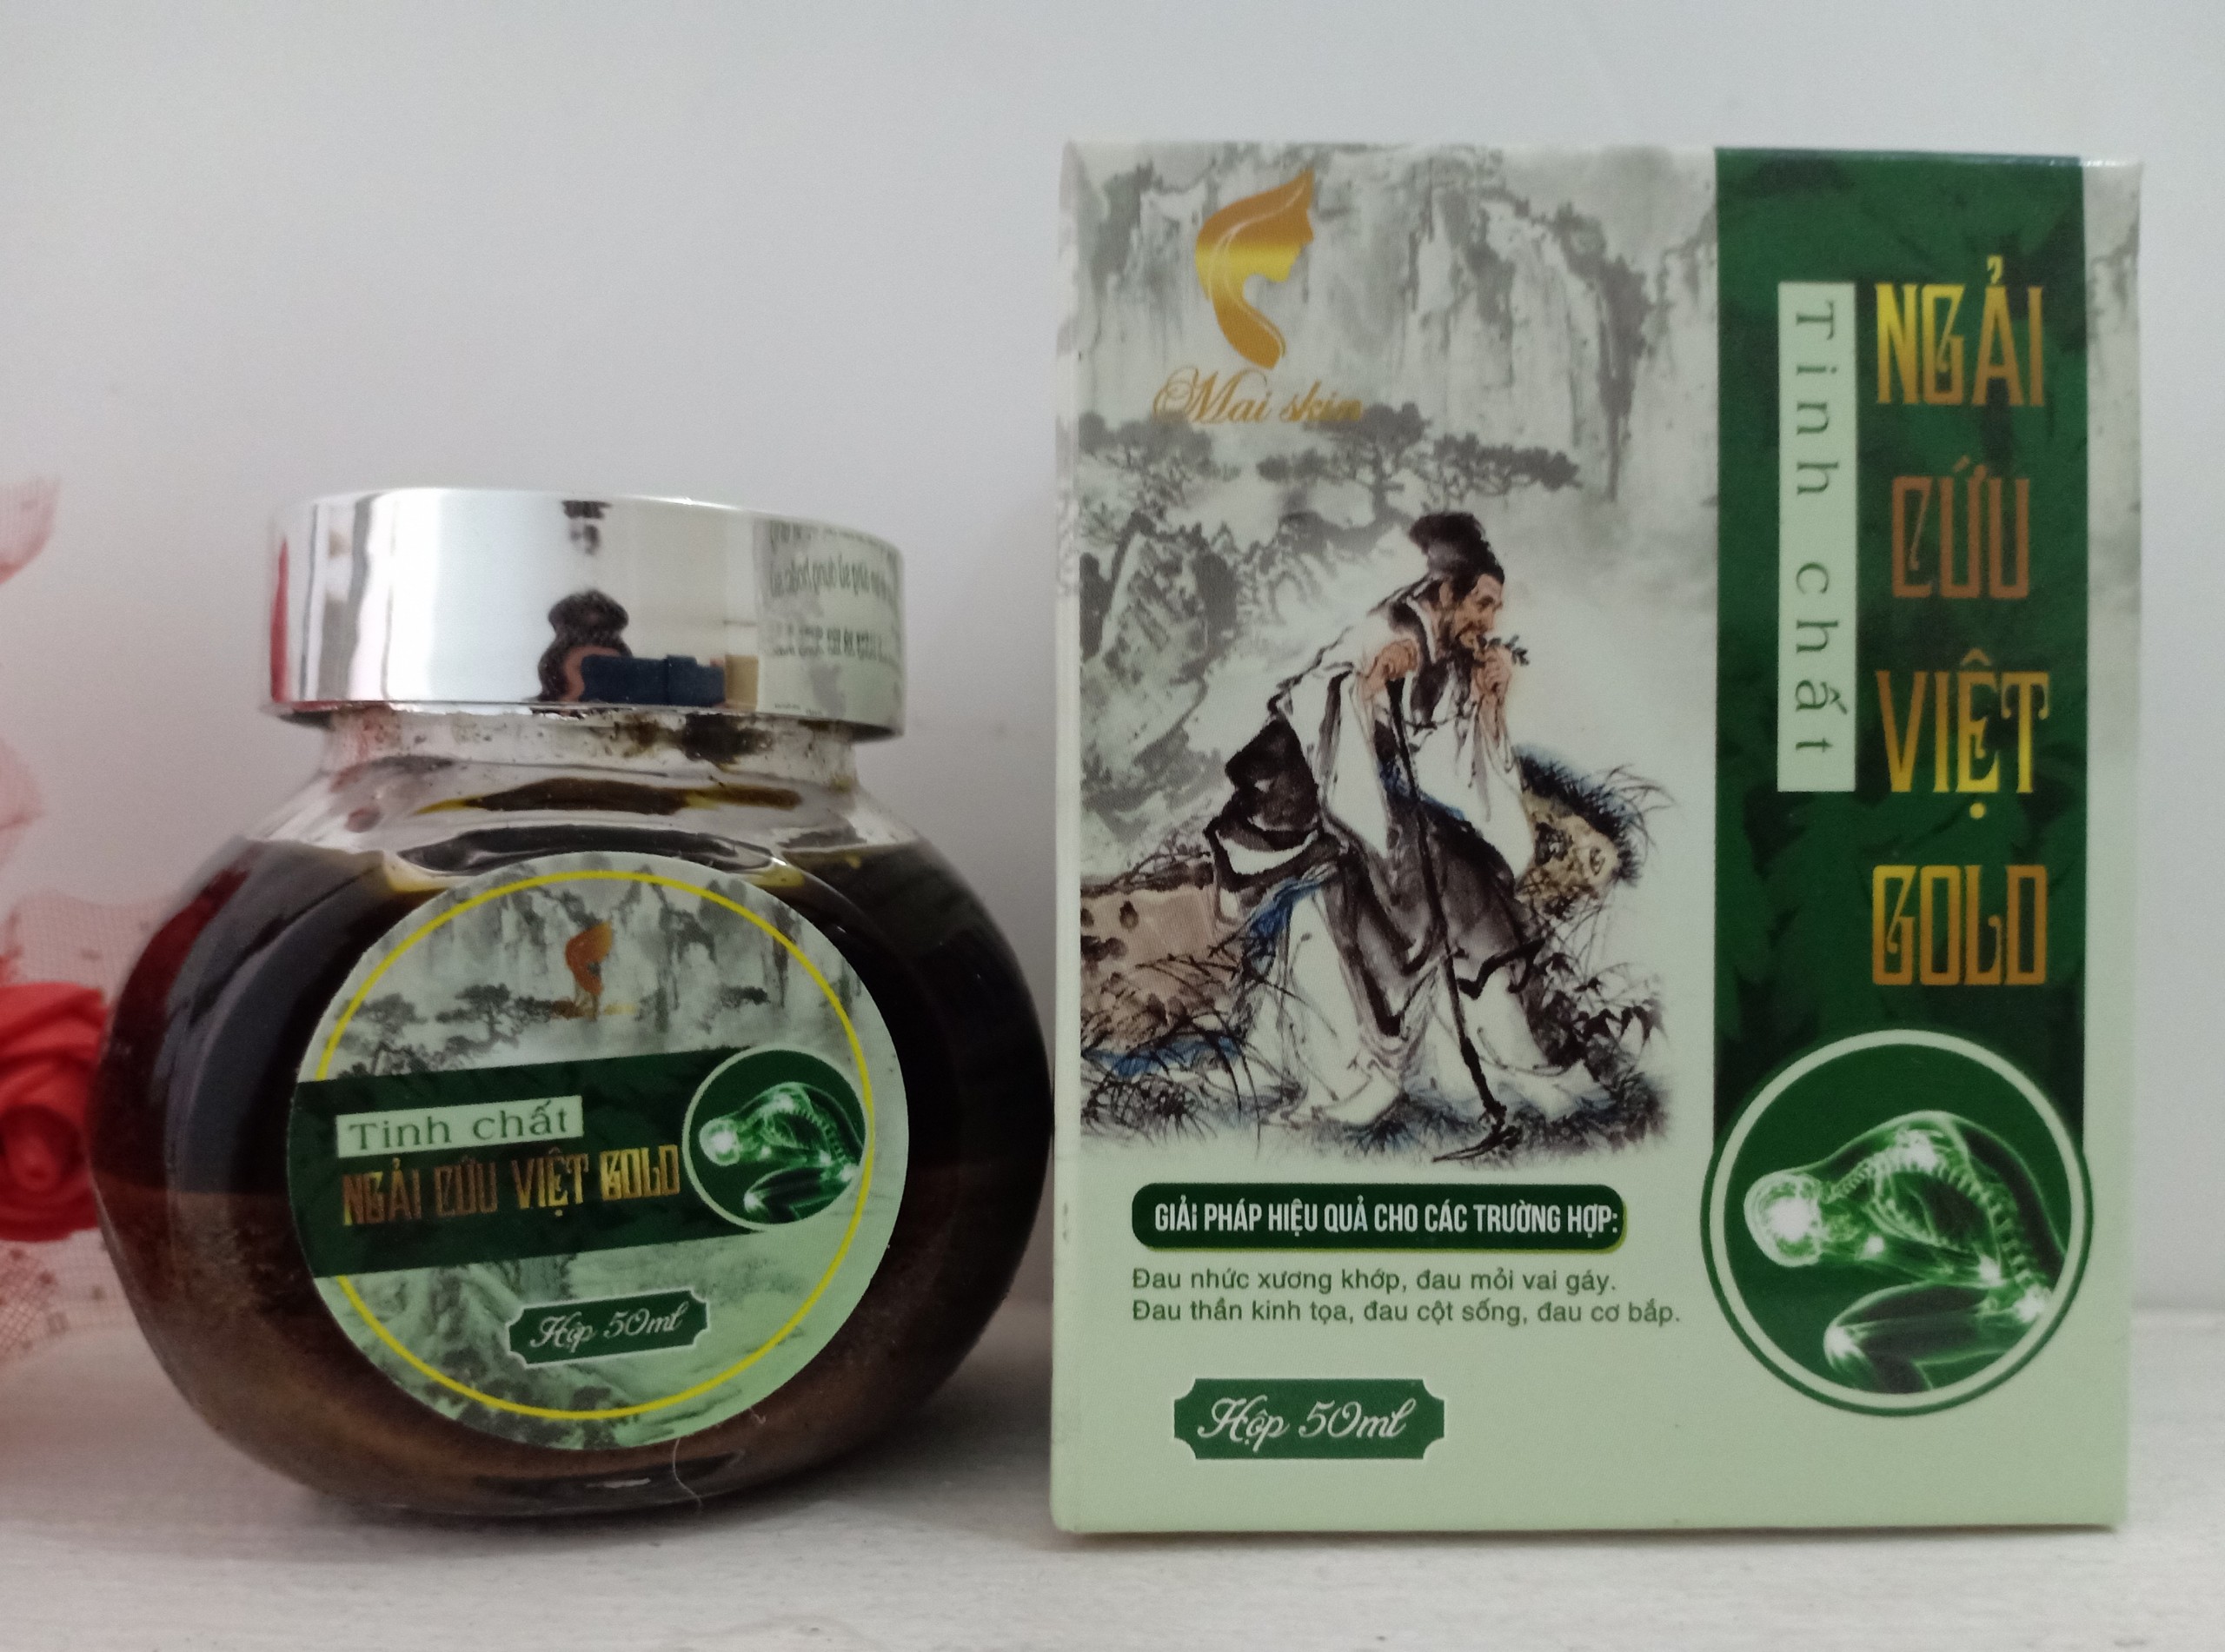 Tinh chất
NGẢI CỨU VIỆT GOLD
Hộp 50ml
Mai skin
Tinh chất
NGẢI
CỨU
VIỆT
GOLD
GIẢI PHÁP HIỆU QUẢ CHO CÁC TRƯỜNG HỢP:
Đau nhức xương khớp, đau mỏi vai gáy.
Đau thần kinh tọa, đau cột sống, đau cơ bắp.
Hộp 50ml